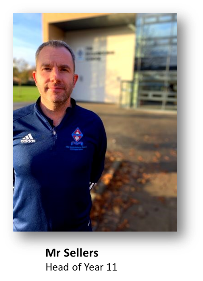 adidas
Mr Sellers
Head of Year 11